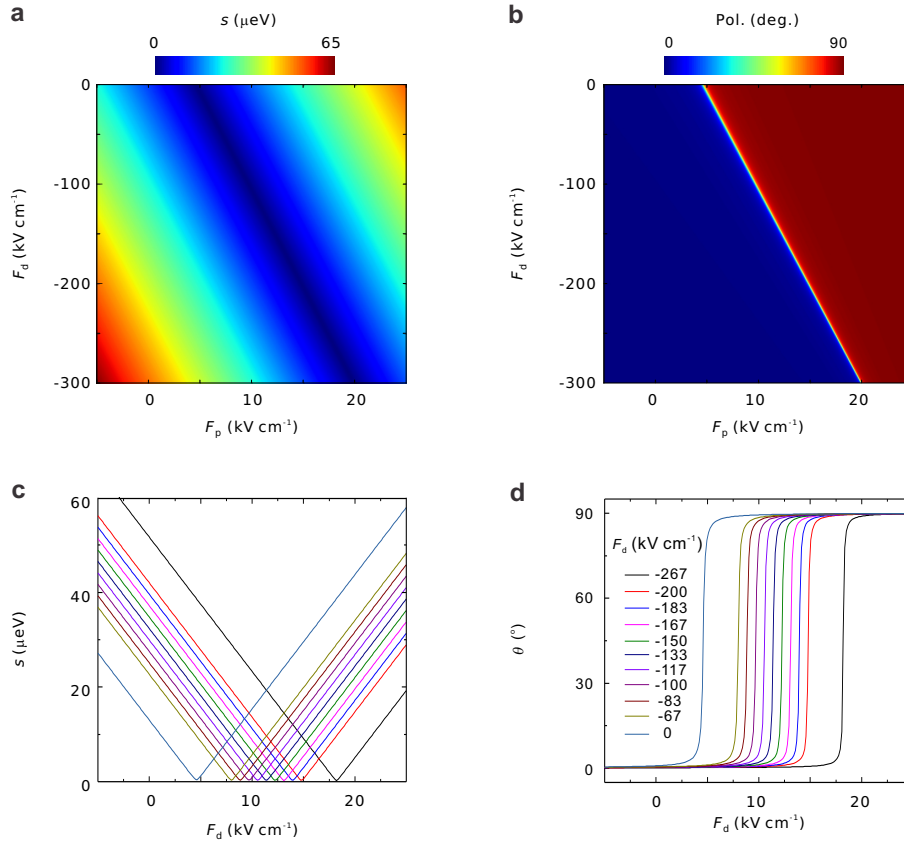 a
s (μeV)
0 65
0
-100
-200
-300
F_d (kV cm⁻¹)
0 10 20
F_p (kV cm⁻¹)
b
Pol. (deg.)
0 90
0
-100
-200
-300
F_d (kV cm⁻¹)
0 10 20
F_p (kV cm⁻¹)
c
60
40
20
0
s (μeV)
0 10 20
F_d (kV cm⁻¹)
d
90
60
30
0
θ (°)
F_d (kV cm⁻¹)
-267
-200
-183
-167
-150
-133
-117
-100
-83
-67
0
0 10 20
F_d (kV cm⁻¹)